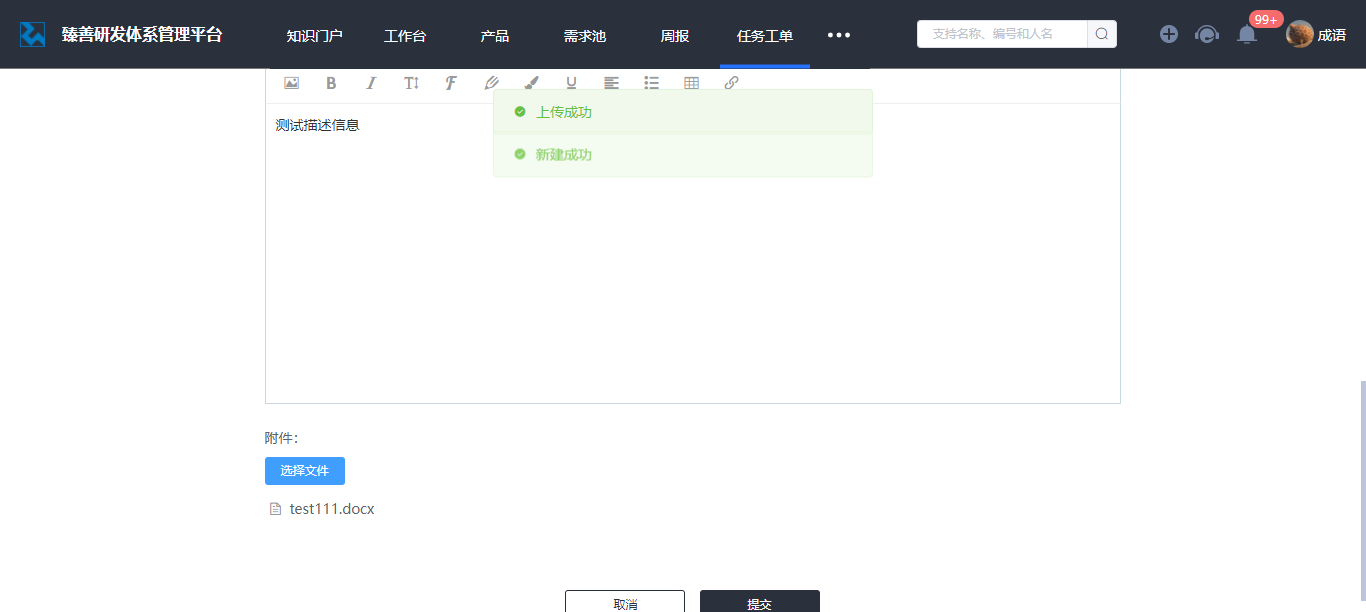 臻善研发体系管理平台
知识门户
工作台
产品
需求池
周报
任务工单
支持名称、编号和人名
99+
成语
上传成功
新建成功
测试描述信息
附件：
选择文件
test111.docx
取消
提交